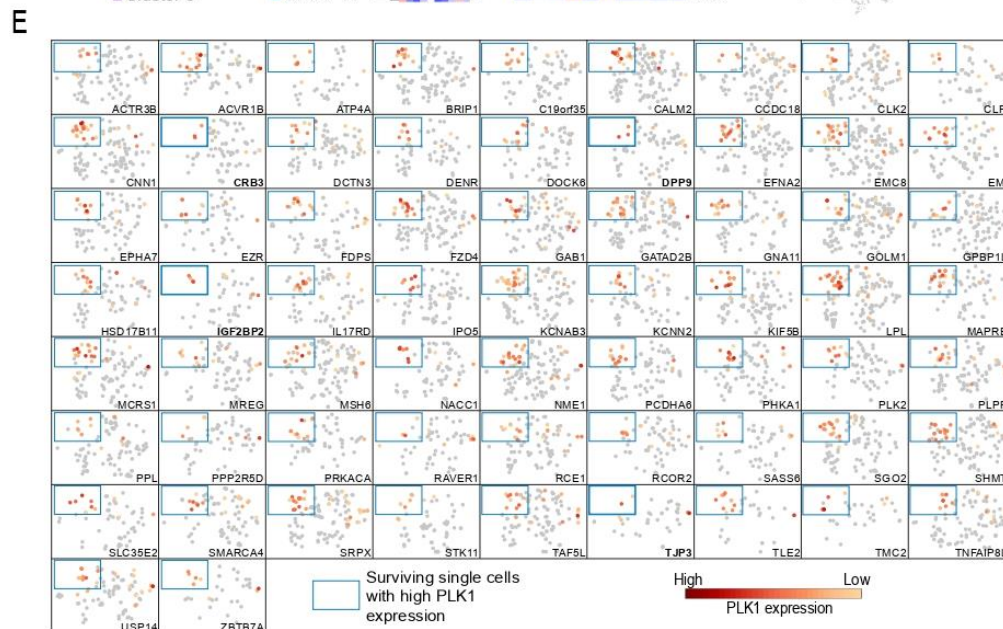 E
ACTR3B ACVR1B ATP4A BRIP1 C19orf35 CALM2 CCDC18 CLK2
CNN1 CRB3 DCTN3 DENR DOCK6 DPP9 EFNA2 EMC8
EPHA7 EZR FDPS FZD4 GAB1 GATAD2B GNA11 GOLM1
HSD17B11 IGF2BP2 IL17RD IPO5 KCNAB3 KCNN2 KIF5B LPL MAPRE
MCRS1 MREG MSH6 NACC1 NME1 PCDHA6 PHKA1 PLK2
PPL PPP2R5D PRKACA RAVER1 RCE1 RCOR2 SASS6 SGO2 SHMT
SLC35E2 SMARCA4 SRPX STK11 TAF5L TJP3 TLE2 TMC2
USP14 ZBTB7A
Surviving single cells
with high PLK1
expression
High Low
PLK1 expression